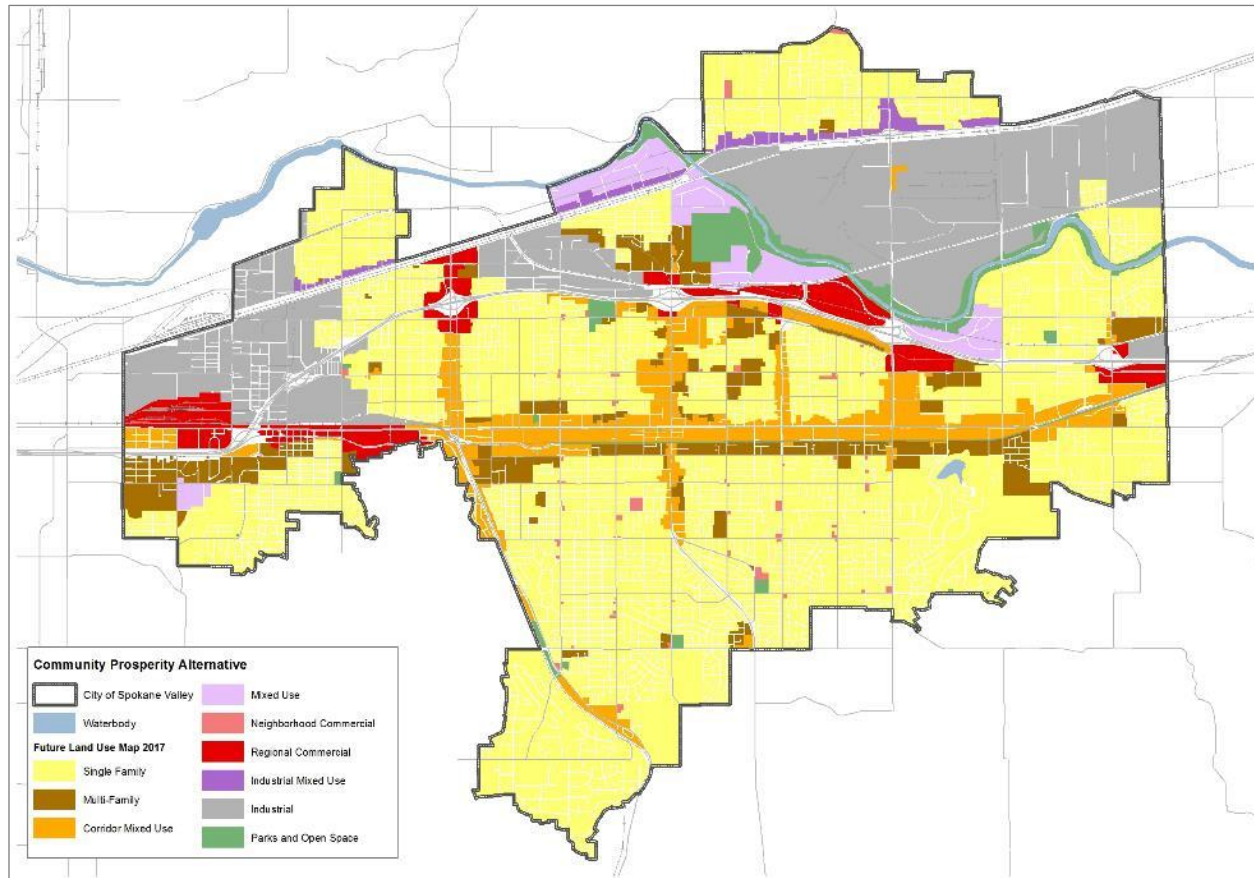 Community Prosperity Alternative
City of Spokane Valley
Waterbody
Future Land Use Map 2017
Single Family
Multi-Family
Corridor Mixed Use
Mixed Use
Neighborhood Commercial
Regional Commercial
Industrial Mixed Use
Industrial
Parks and Open Space